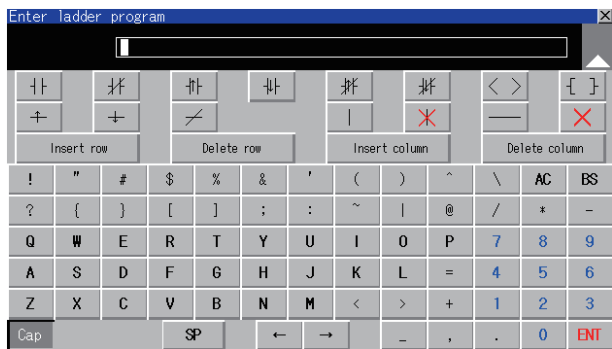 Enter ladder program
Insert row Delete row Insert column Delete column
! " # $ % & ' ( ) ^ \ AC BS
? { } [ ] ; : ~ | @ / * -
Q W E R T Y U I O P 7 8 9
A S D F G H J K L = 4 5 6
Z X C V B N M < > + 1 2 3
Cap SP ← → _ , . 0 ENT